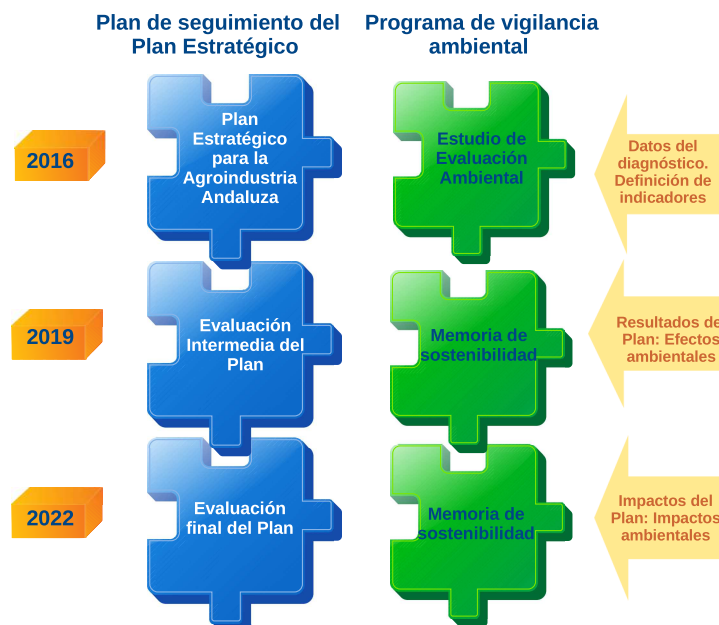 Plan de seguimiento del
Plan Estratégico
Programa de vigilancia
ambiental
2016
Plan
Estratégico
para la
Agroindustria
Andaluza
Estudio de
Evaluación
Ambiental
Datos del
diagnóstico.
Definición de
indicadores
2019
Evaluación
Intermedia del
Plan
Memoria de
sostenibilidad
Resultados de
Plan: Efectos
ambientales
2022
Evaluación
final del Plan
Memoria de
sostenibilidad
Impactos del
Plan: Impactos
ambientales